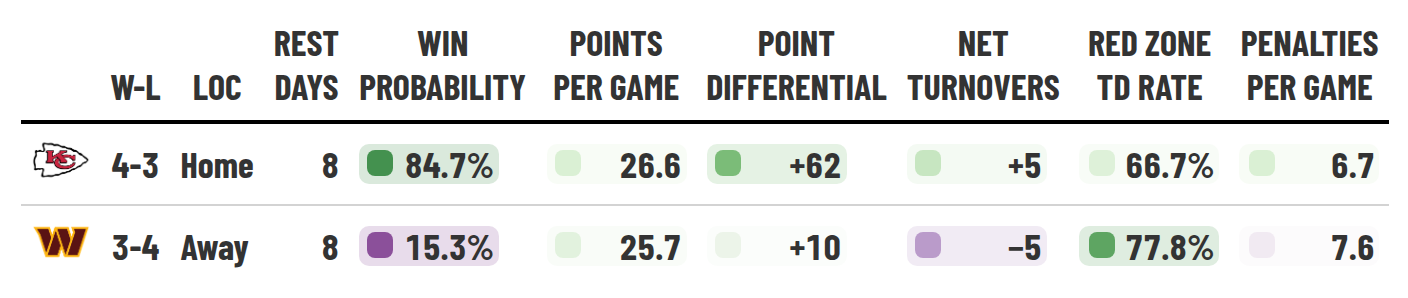 REST WIN POINTS POINT NET RED ZONE PENALTIES
W-L LOC DAYS PROBABILITY PER GAME DIFFERENTIAL TURNOVERS TD RATE PER GAME
KC 4-3 Home 8 84.7% 26.6 +62 +5 66.7% 6.7
W 3-4 Away 8 15.3% 25.7 +10 −5 77.8% 7.6